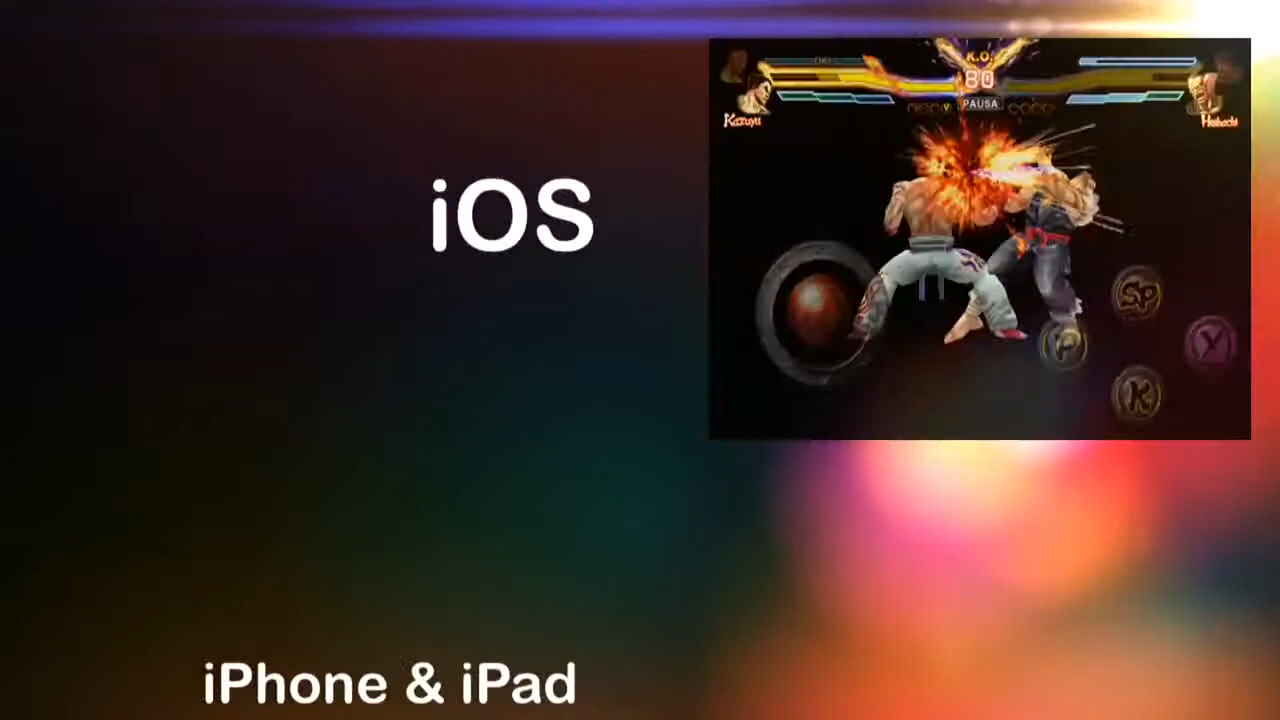 iOS
K.O.
80
PAUSA
Kazuya
Heihachi
SP
P
Y
K
iPhone & iPad